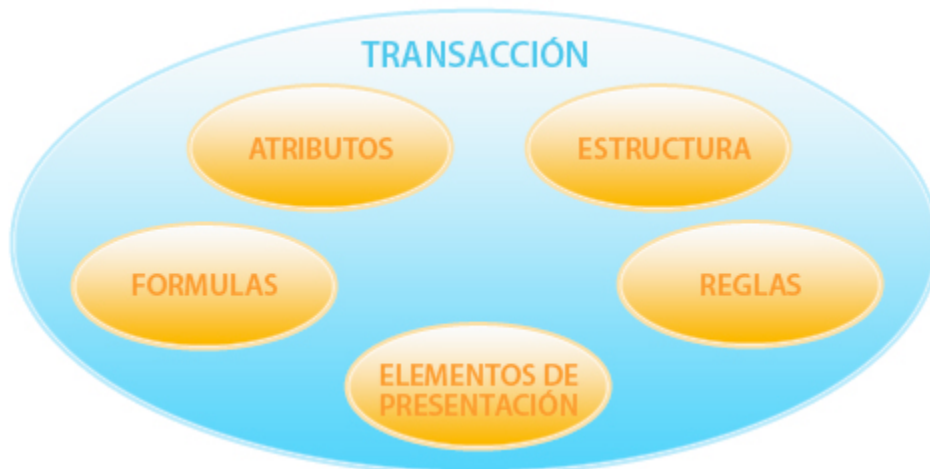 TRANSACCIÓN
ATRIBUTOS
ESTRUCTURA
FORMULAS
REGLAS
ELEMENTOS DE
PRESENTACIÓN